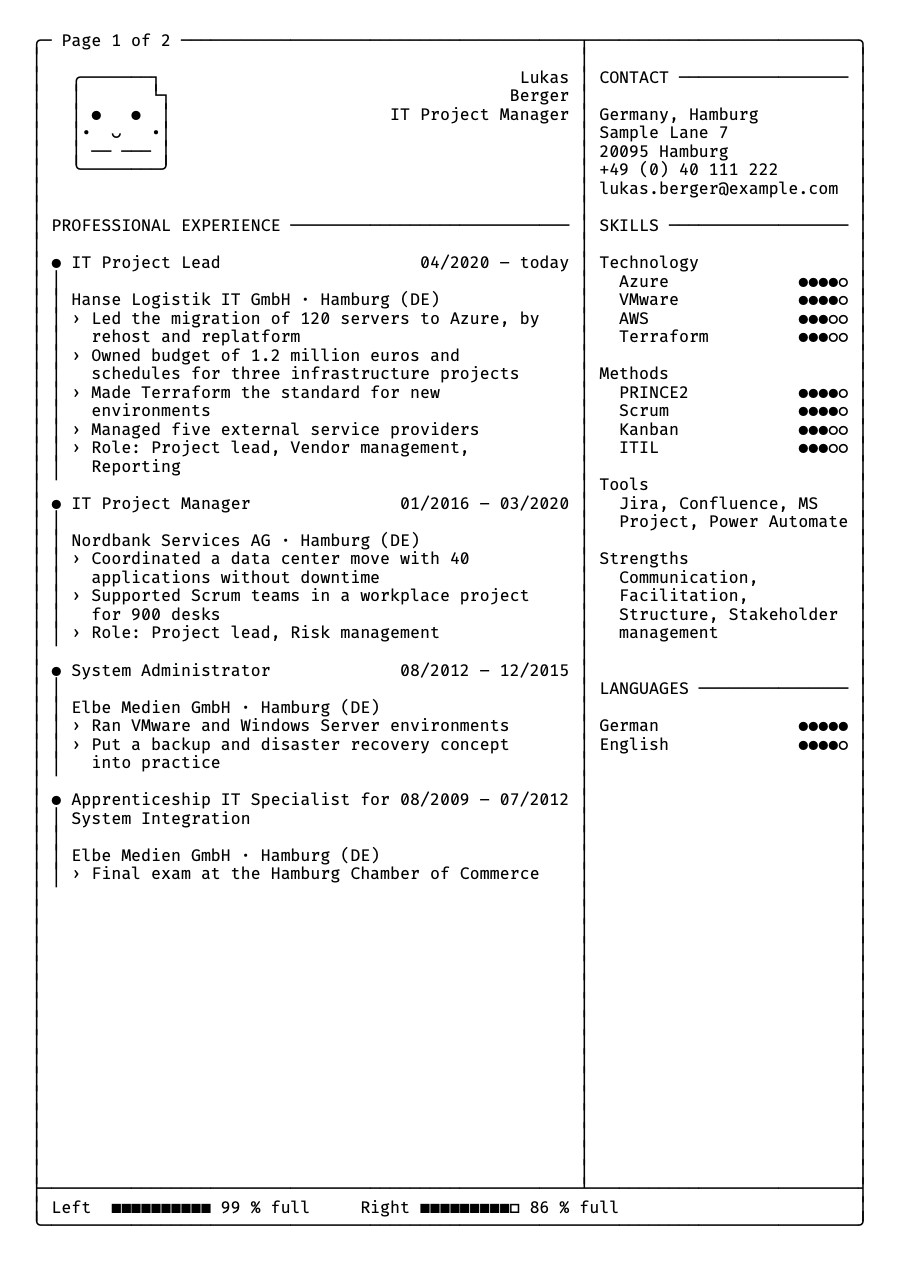 Page 1 of 2
Lukas
Berger
IT Project Manager
PROFESSIONAL EXPERIENCE
● IT Project Lead 04/2020 – today
Hanse Logistik IT GmbH · Hamburg (DE)
› Led the migration of 120 servers to Azure, by
rehost and replatform
› Owned budget of 1.2 million euros and
schedules for three infrastructure projects
› Made Terraform the standard for new
environments
› Managed five external service providers
› Role: Project lead, Vendor management,
Reporting
● IT Project Manager 01/2016 – 03/2020
Nordbank Services AG · Hamburg (DE)
› Coordinated a data center move with 40
applications without downtime
› Supported Scrum teams in a workplace project
for 900 desks
› Role: Project lead, Risk management
● System Administrator 08/2012 – 12/2015
Elbe Medien GmbH · Hamburg (DE)
› Ran VMware and Windows Server environments
› Put a backup and disaster recovery concept
into practice
● Apprenticeship IT Specialist for 08/2009 – 07/2012
System Integration
Elbe Medien GmbH · Hamburg (DE)
› Final exam at the Hamburg Chamber of Commerce
CONTACT
Germany, Hamburg
Sample Lane 7
20095 Hamburg
+49 (0) 40 111 222
lukas.berger@example.com
SKILLS
Technology
Azure ●●●●○
VMware ●●●●○
AWS ●●●○○
Terraform ●●●○○
Methods
PRINCE2 ●●●●○
Scrum ●●●●○
Kanban ●●●○○
ITIL ●●●○○
Tools
Jira, Confluence, MS
Project, Power Automate
Strengths
Communication,
Facilitation,
Structure, Stakeholder
management
LANGUAGES
German ●●●●●
English ●●●●○
Left ■■■■■■■■■■ 99 % full Right ■■■■■■■■■□ 86 % full